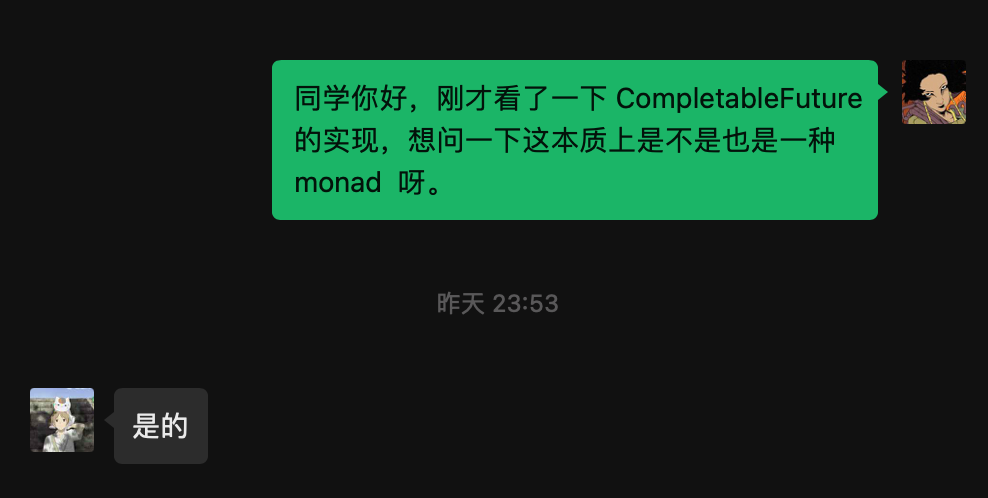 同学你好，刚才看了一下 CompletableFuture
的实现，想问一下这本质上是不是也是一种
monad  呀。
昨天 23:53
是的